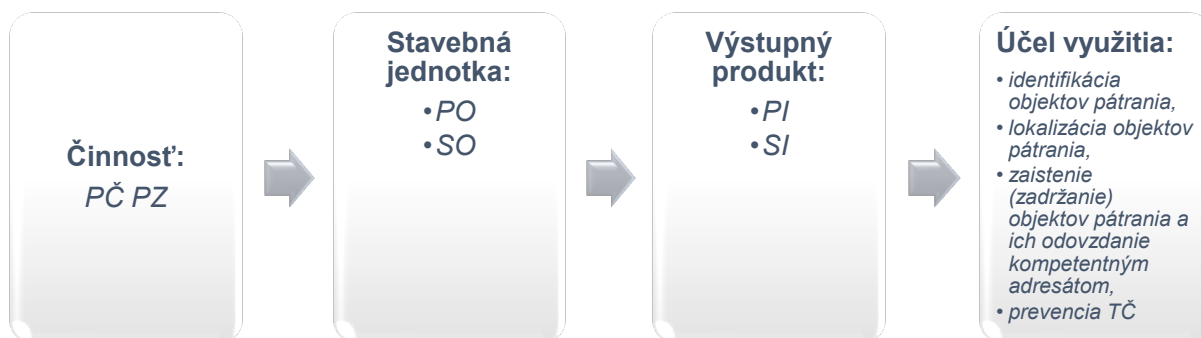 Činnosť:
PČ PZ
Stavebná
jednotka:
• PO
• SO
Výstupný
produkt:
• PI
• SI
Účel využitia:
• identifikácia
objektov pátrania,
• lokalizácia objektov
pátrania,
• zaistenie
(zadržanie)
objektov pátrania a
ich odovzdanie
kompetentným
adresátom,
• prevencia TČ